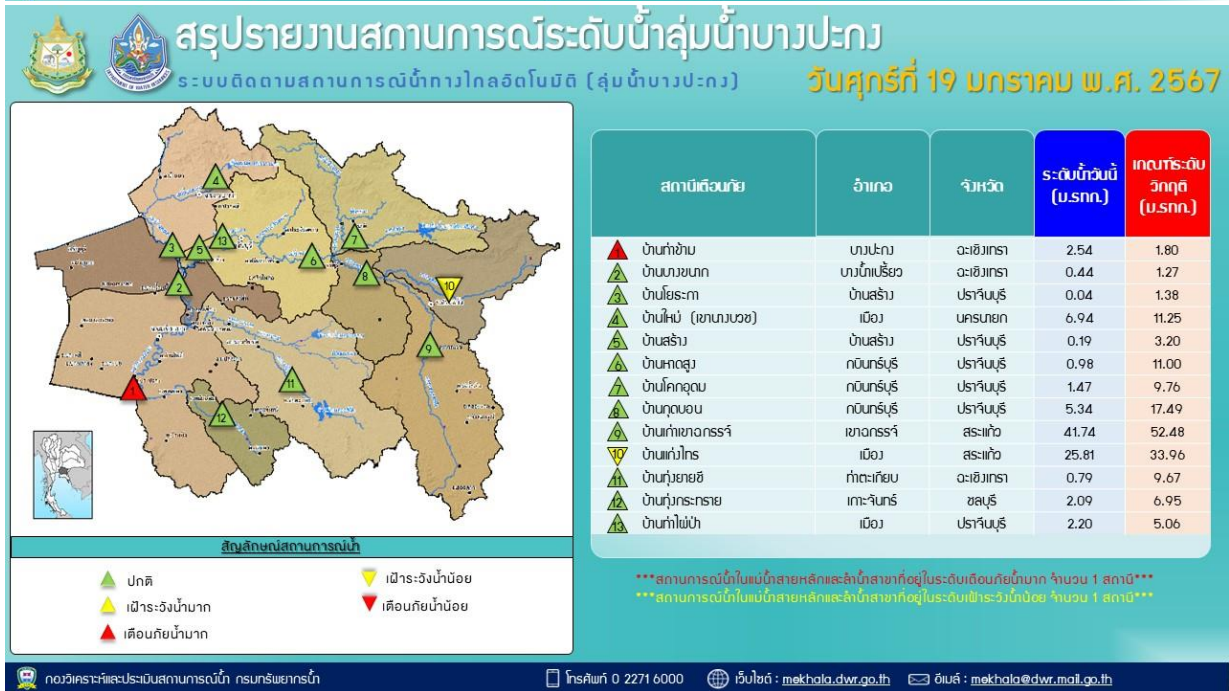 สรุปรายงานสถานการณ์ระดับน้ำลุ่มน้ำบางปะกง
ระบบติดตามสถานการณ์น้ำทางไกลอัตโนมัติ (ลุ่มน้ำบางปะกง)
วันศุกร์ที่ 19 มกราคม พ.ศ. 2567
สถานีเตือนภัย อำเภอ จังหวัด ระดับน้ำวันนี้ (ม.รทก.) เกณฑ์ระดับวิกฤติ (ม.รทก.)
1 บ้านท่าข้าม บางปะกง ฉะเชิงเทรา 2.54 1.80
2 บ้านบางขนาก บางน้ำเปรี้ยว ฉะเชิงเทรา 0.44 1.27
3 บ้านโยธะกา บ้านสร้าง ปราจีนบุรี 0.04 1.38
4 บ้านใหม่ (เขานางบวช) เมือง นครนายก 6.94 11.25
5 บ้านสร้าง บ้านสร้าง ปราจีนบุรี 0.19 3.20
6 บ้านหาดสูง กบินทร์บุรี ปราจีนบุรี 0.98 11.00
7 บ้านโคกอุดม กบินทร์บุรี ปราจีนบุรี 1.47 9.76
8 บ้านกุดบอน กบินทร์บุรี ปราจีนบุรี 5.34 17.49
9 บ้านเก่าเขาฉกรรจ์ เขาฉกรรจ์ สระแก้ว 41.74 52.48
10 บ้านแก่งไทร เมือง สระแก้ว 25.81 33.96
11 บ้านทุ่งยายชี ท่าตะเกียบ ฉะเชิงเทรา 0.79 9.67
12 บ้านทุ่งกระทราย เกาะจันทร์ ชลบุรี 2.09 6.95
13 บ้านท่าไผ่ป่า เมือง ปราจีนบุรี 2.20 5.06
สัญลักษณ์สถานการณ์น้ำ
ปกติ
เฝ้าระวังน้ำน้อย
เฝ้าระวังน้ำมาก
เตือนภัยน้ำน้อย
เตือนภัยน้ำมาก
***สถานการณ์น้ำในแม่น้ำสายหลักและลำน้ำสาขาที่อยู่ในระดับเตือนภัยน้ำมาก จำนวน 1 สถานี***
***สถานการณ์น้ำในแม่น้ำสายหลักและลำน้ำสาขาที่อยู่ในระดับเฝ้าระวังน้ำน้อย จำนวน 1 สถานี***
กองวิเคราะห์และประเมินสถานการณ์น้ำ กรมทรัพยากรน้ำ
โทรศัพท์ 0 2271 6000
เว็บไซต์ : mekhala.dwr.go.th
อีเมล์ : mekhala@dwr.mail.go.th